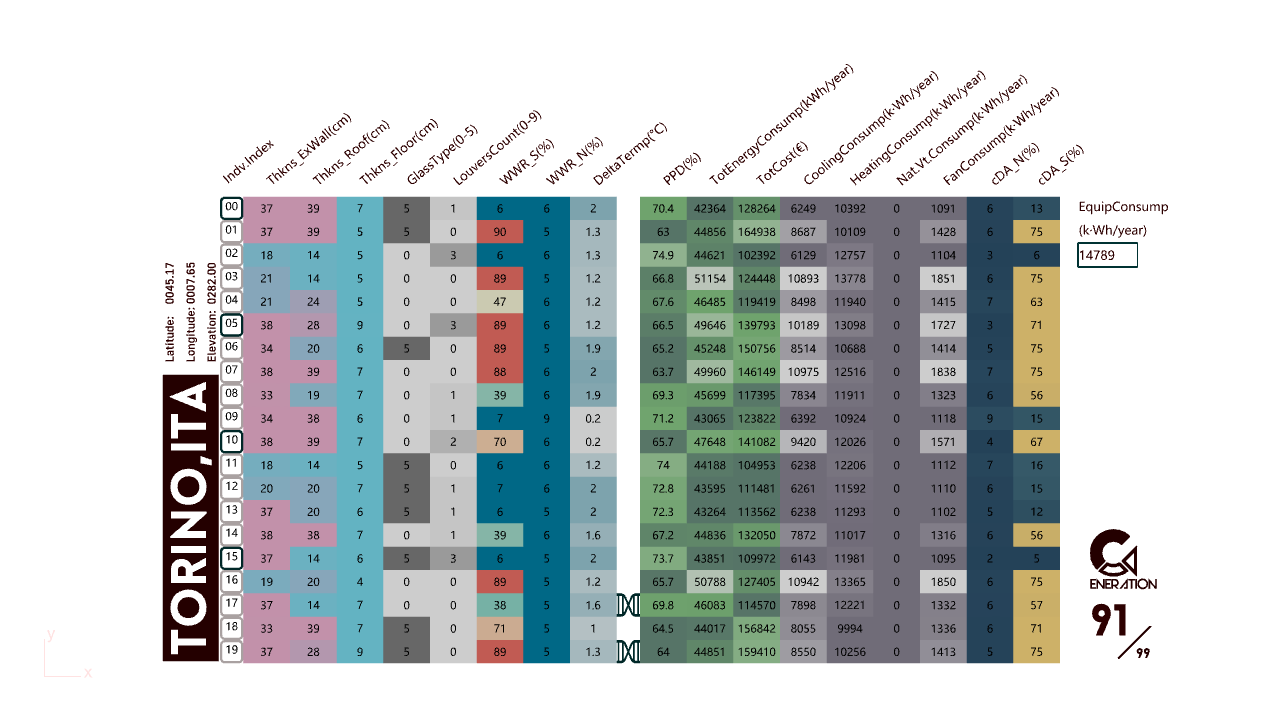 Indv.Index Thkns_ExWall(cm) Thkns_Roof(cm) Thkns_Floor(cm) GlassType(0-5) LouversCount(0-9) WWR_S(%) WWR_N(%) DeltaTermp(°C) PPD(%) TotEnergyConsump(kWh/year) TotCost(€) CoolingConsump(k·Wh/year) HeatingConsump(k·Wh/year) Nat.Vt.Consump(k·Wh/year) FanConsump(k·Wh/year) cDA_N(%) cDA_S(%)
00 37 39 7 5 1 6 6 2 70.4 42364 128264 6249 10392 0 1091 6 13
01 37 39 5 5 0 90 5 1.3 63 44856 164938 8687 10109 0 1428 6 75
02 18 14 5 0 3 6 6 1.3 74.9 44621 102392 6129 12757 0 1104 3 6
03 21 14 5 0 0 89 5 1.2 66.8 51154 124448 10893 13778 0 1851 6 75
04 21 24 5 0 0 47 6 1.2 67.6 46485 119419 8498 11940 0 1415 7 63
05 38 28 9 0 3 89 6 1.2 66.5 49646 139793 10189 13098 0 1727 3 71
06 34 20 6 5 0 89 5 1.9 65.2 45248 150756 8514 10688 0 1414 5 75
07 38 39 7 0 0 88 6 2 63.7 49960 146149 10975 12516 0 1838 7 75
08 33 19 7 0 1 39 6 1.9 69.3 45699 117395 7834 11911 0 1323 6 56
09 34 38 6 0 1 7 9 0.2 71.2 43065 123822 6392 10924 0 1118 9 15
10 38 39 7 0 2 70 6 0.2 65.7 47648 141082 9420 12026 0 1571 4 67
11 18 14 5 5 0 6 6 1.2 74 44188 104953 6238 12206 0 1112 7 16
12 20 20 7 5 1 7 6 2 72.8 43595 111481 6261 11592 0 1110 6 15
13 37 20 6 5 1 6 5 2 72.3 43264 113562 6238 11293 0 1102 5 12
14 38 38 7 0 1 39 6 1.6 67.2 44836 132050 7872 11017 0 1316 6 56
15 37 14 6 5 3 6 5 2 73.7 43851 109972 6143 11981 0 1095 2 5
16 19 20 4 0 0 89 5 1.2 65.7 50788 127405 10942 13365 0 1850 6 75
17 37 14 7 0 0 38 5 1.6 69.8 46083 114570 7898 12221 0 1332 6 57
18 33 39 7 5 0 71 5 1 64.5 44017 156842 8055 9994 0 1336 6 71
19 37 28 9 5 0 89 5 1.3 64 44851 159410 8550 10256 0 1413 5 75
Latitude: 0045.17
Longitude: 0007.65
Elevation: 0282.00
TORINO,ITA
EquipConsump
(k·Wh/year)
14789
ENERATION
91
99
y
x